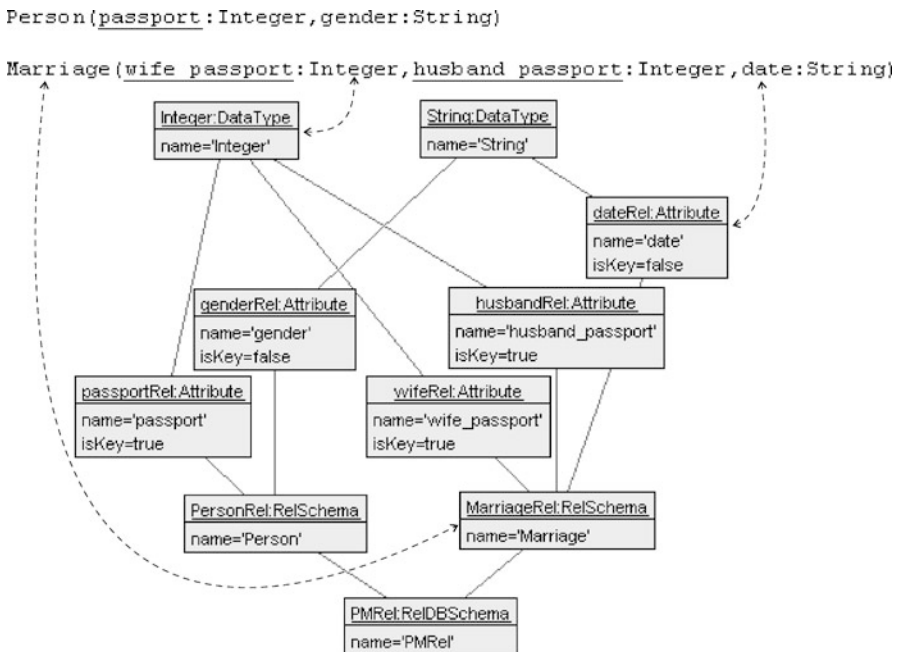 Person(passport:Integer,gender:String)
Marriage(wife passport:Integer,husband passport:Integer,date:String)
Integer:DataType
name='Integer'
String:DataType
name='String'
dateRel:Attribute
name='date'
isKey=false
genderRel:Attribute
name='gender'
isKey=false
husbandRel:Attribute
name='husband_passport'
isKey=true
passportRel:Attribute
name='passport'
isKey=true
wifeRel:Attribute
name='wife_passport'
isKey=true
PersonRel:RelSchema
name='Person'
MarriageRel:RelSchema
name='Marriage'
PMRel:RelDBSchema
name='PMRel'